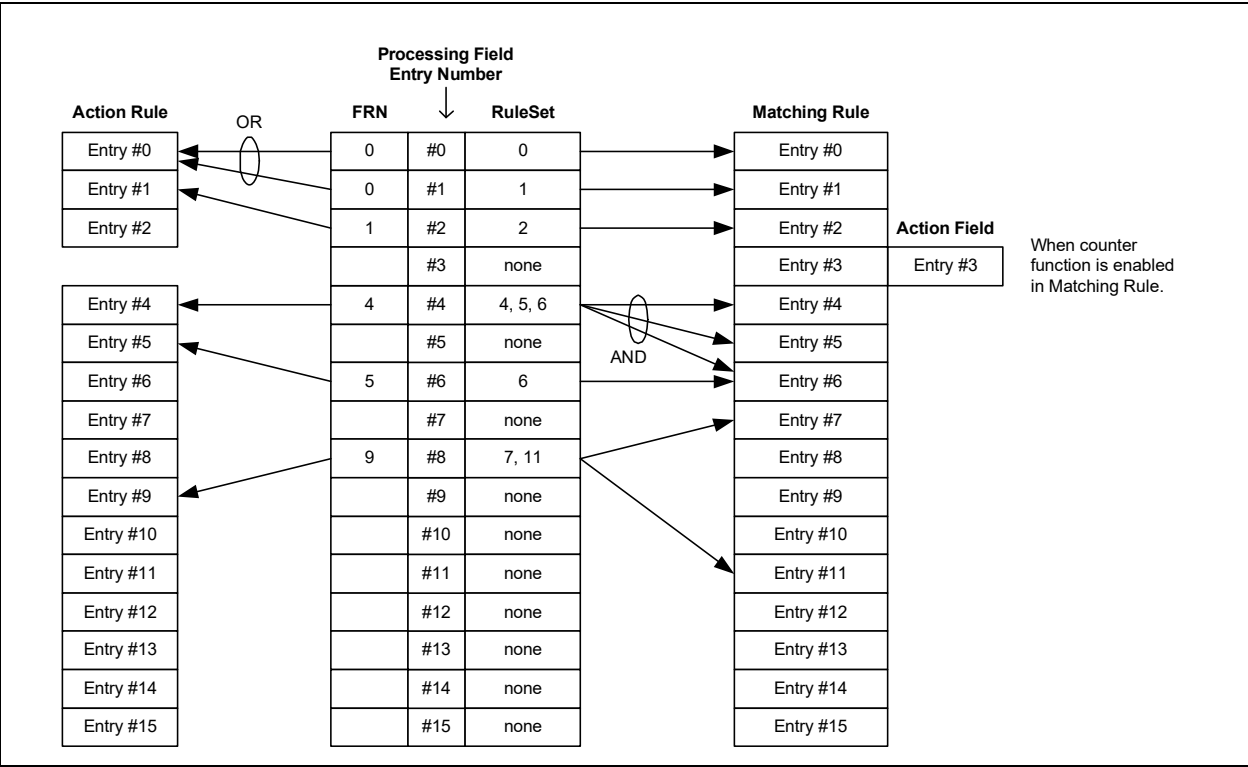 Processing Field
Entry Number
Action Rule OR FRN RuleSet Matching Rule
Entry #0 0 #0 0 Entry #0
Entry #1 0 #1 1 Entry #1
Entry #2 1 #2 2 Entry #2 Action Field
#3 none Entry #3 Entry #3
When counter
function is enabled
in Matching Rule.
Entry #4 4 #4 4, 5, 6 Entry #4
Entry #5 #5 none AND Entry #5
Entry #6 5 #6 6 Entry #6
Entry #7 #7 none Entry #7
Entry #8 9 #8 7, 11 Entry #8
Entry #9 #9 none Entry #9
Entry #10 #10 none Entry #10
Entry #11 #11 none Entry #11
Entry #12 #12 none Entry #12
Entry #13 #13 none Entry #13
Entry #14 #14 none Entry #14
Entry #15 #15 none Entry #15